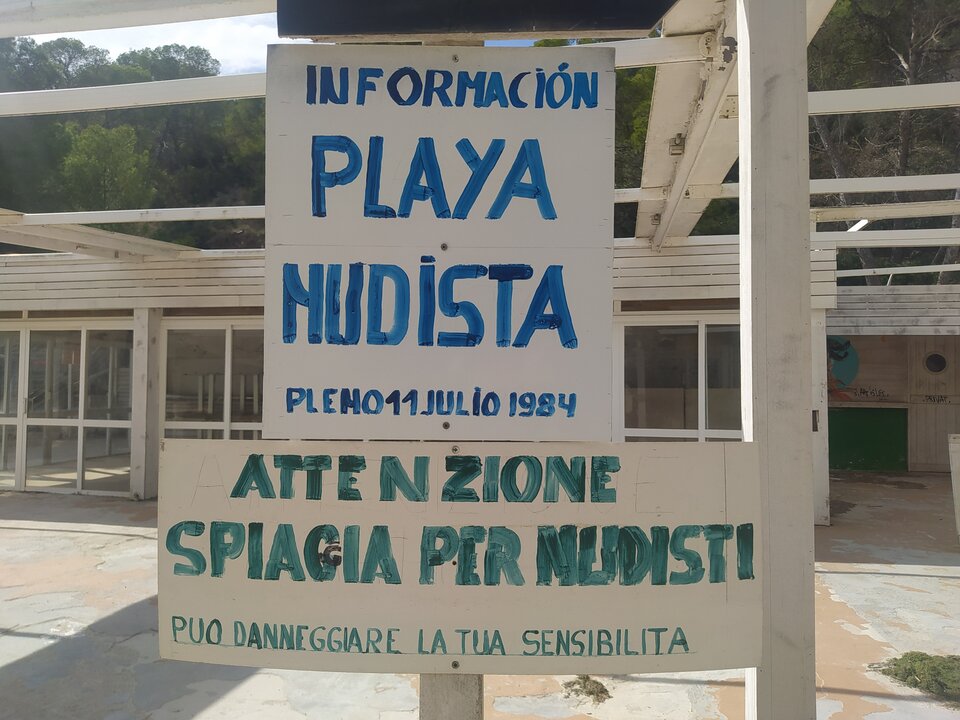 INFORMACIÓN
PLAYA
NUDISTA
PLENO 11 JULIO 1984
ATTENZIONE
SPIAGIA PER NUDISTI
PUO DANNEGGIARE LA TUA SENSIBILITA